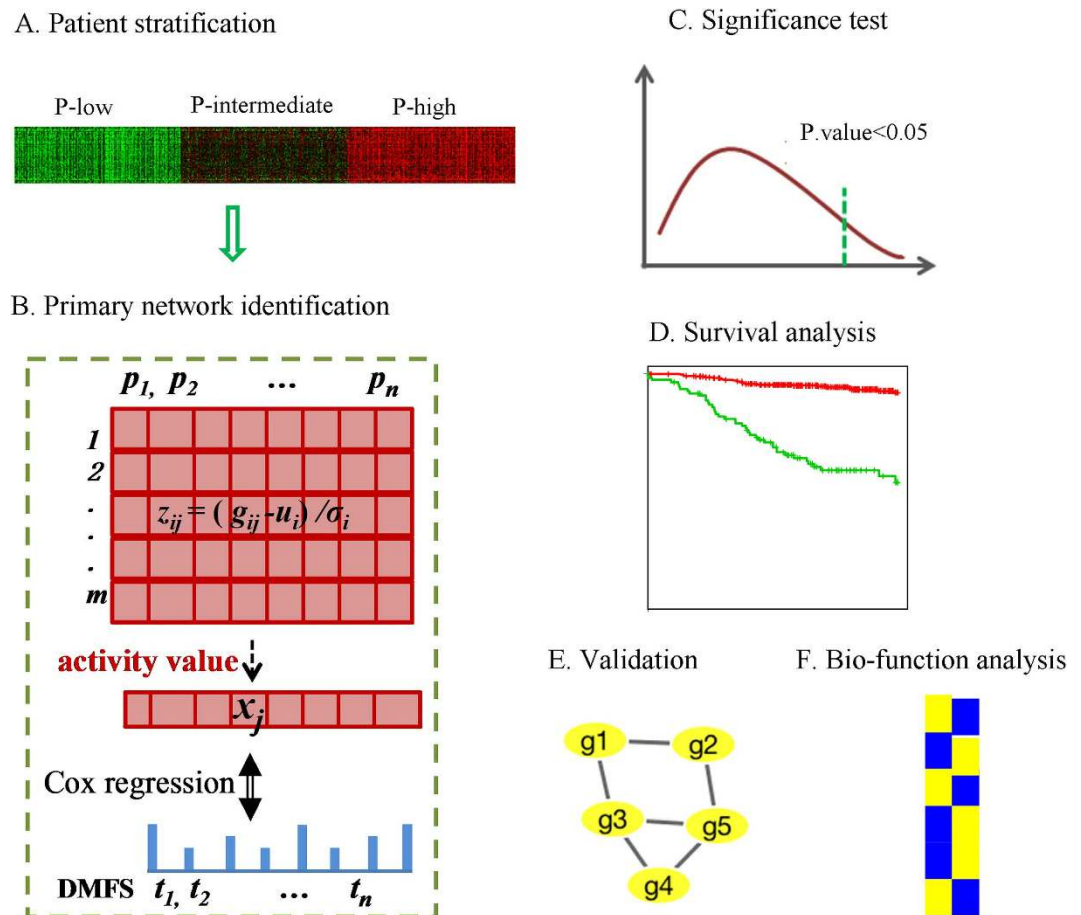 A. Patient stratification
P-low P-intermediate P-high
B. Primary network identification
p1, p2 ... pn
1
2
.
.
.
m
zij = ( gij -ui ) /σi
activity value
xj
Cox regression
DMFS t1, t2 ... tn
C. Significance test
P.value<0.05
D. Survival analysis
E. Validation
g1 g2
g3 g5
g4
F. Bio-function analysis